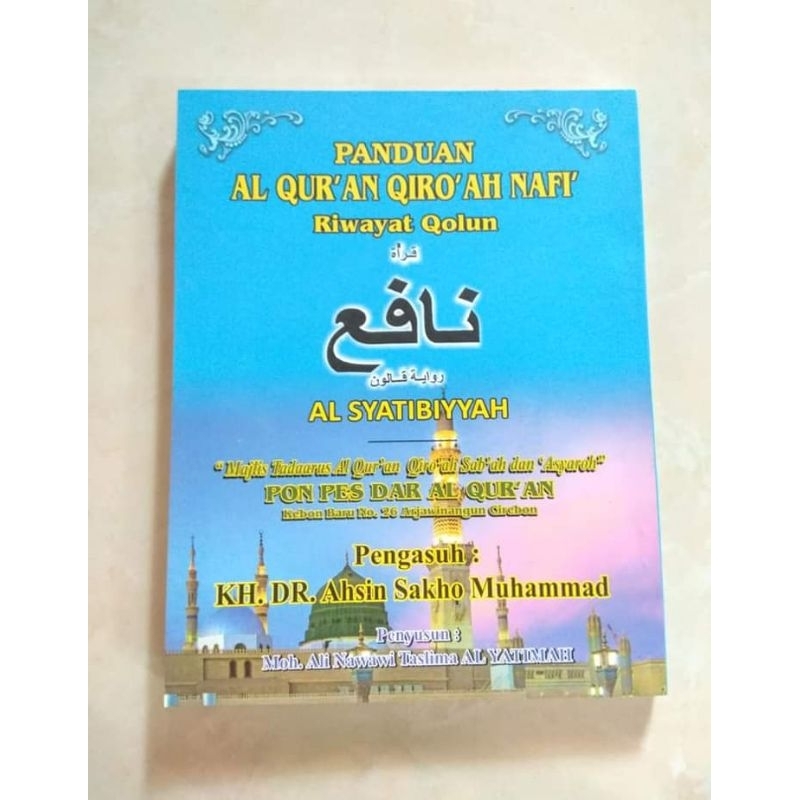 PANDUAN
AL QUR'AN QIRO'AH NAFI'
Riwayat Qolun
قرأة
نافع
رواية قالون
AL SYATIBIYYAH
" Majlis Tadaarus Al Qur'an Qiro'ah Sab'ah dan 'Asyaroh"
PON PES DAR AL QUR'AN
Kebon Baru No. 26 Arjawinangun Cirebon
Pengasuh :
KH. DR. Ahsin Sakho Muhammad
Penyusun :
Moh. Ali Nawawi Taslima AL YATIMAH